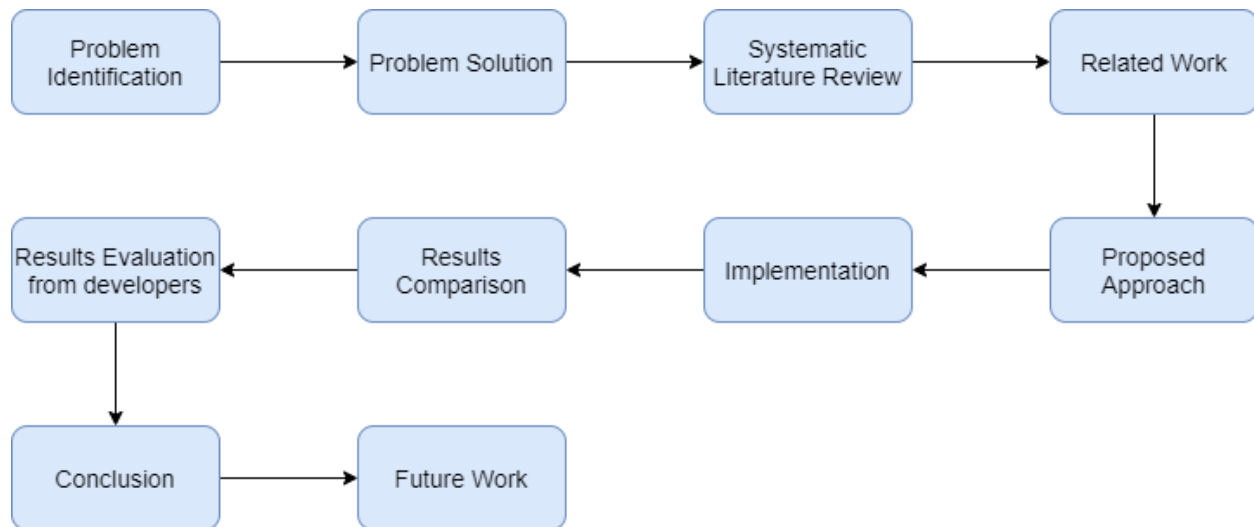 Problem
Identification
Problem Solution
Systematic
Literature Review
Related Work
Proposed
Approach
Implementation
Results
Comparison
Results Evaluation
from developers
Conclusion
Future Work